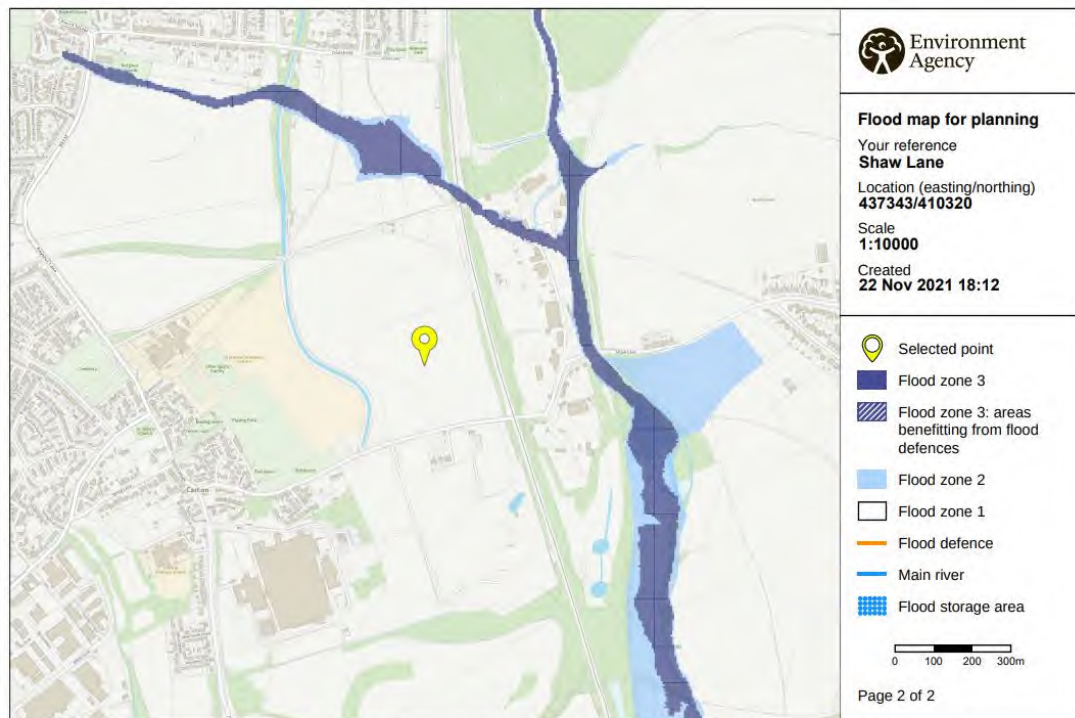 Environment
Agency
Flood map for planning
Your reference
Shaw Lane
Location (easting/northing)
437343/410320
Scale
1:10000
Created
22 Nov 2021 18:12
Selected point
Flood zone 3
Flood zone 3: areas
benefitting from flood
defences
Flood zone 2
Flood zone 1
Flood defence
Main river
Flood storage area
0 100 200 300m
Page 2 of 2
Carlton